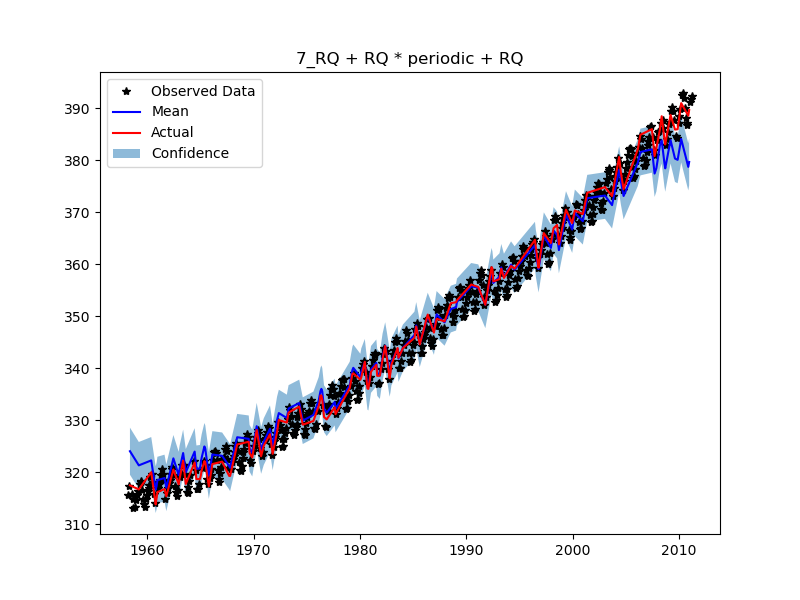 7_RQ + RQ * periodic + RQ
Observed Data
Mean
Actual
Confidence
390
380
370
360
350
340
330
320
310
1960 1970 1980 1990 2000 2010